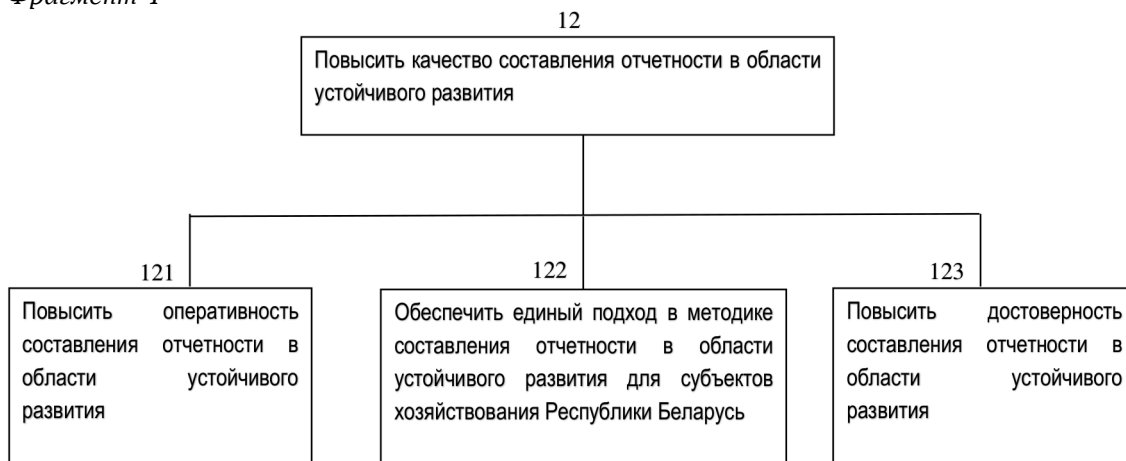 Фрагмент 1
12
Повысить качество составления отчетности в области
устойчивого развития
121
122
123
Повысить оперативность
составления отчетности в
области устойчивого
развития
Обеспечить единый подход в методике
составления отчетности в области
устойчивого развития для субъектов
хозяйствования Республики Беларусь
Повысить достоверность
составления отчетности в
области устойчивого
развития